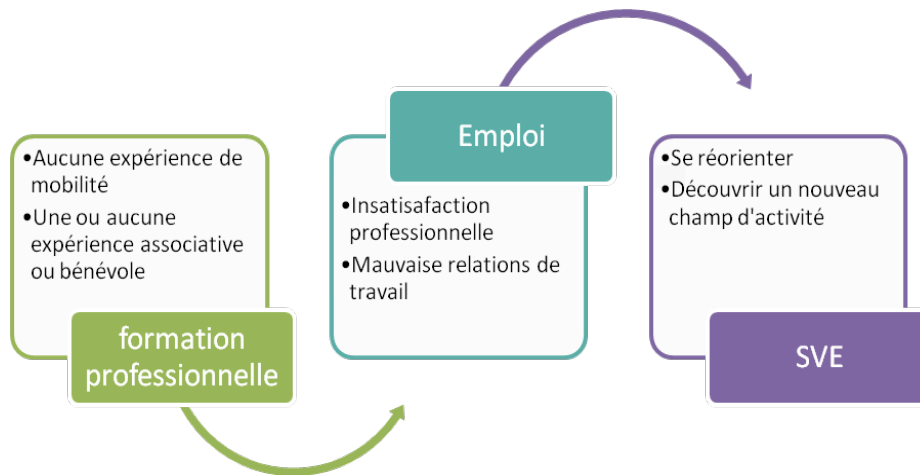 •Aucune expérience de
mobilité
•Une ou aucune
expérience associative
ou bénévole
formation
professionnelle
Emploi
•Insatisafaction
professionnelle
•Mauvaise relations de
travail
•Se réorienter
•Découvrir un nouveau
champ d'activité
SVE